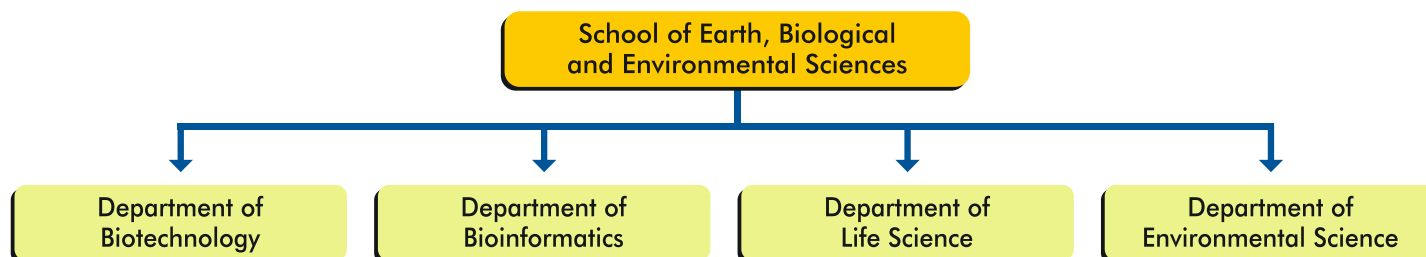 School of Earth, Biological
and Environmental Sciences
Department of
Biotechnology
Department of
Bioinformatics
Department of
Life Science
Department of
Environmental Science